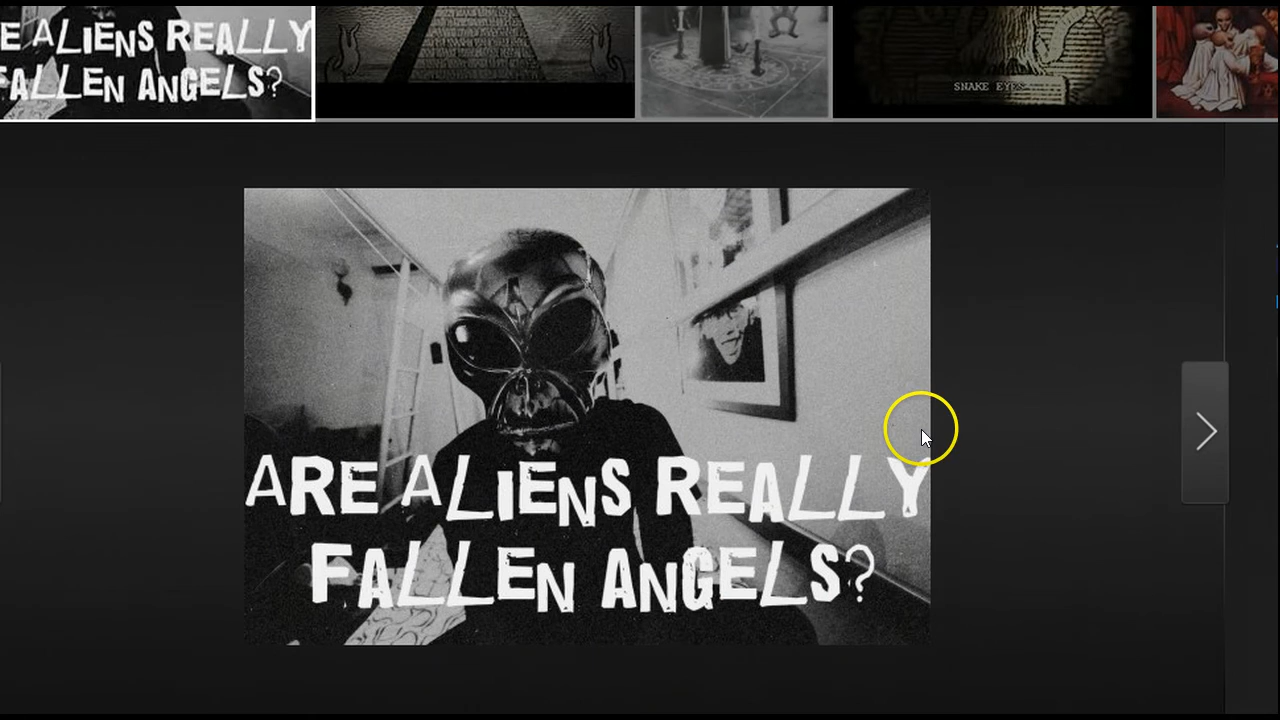 E ALIENS REALLY
FALLEN ANGELS?
SNAKE EYES
ARE ALIENS REALLY
FALLEN ANGELS?